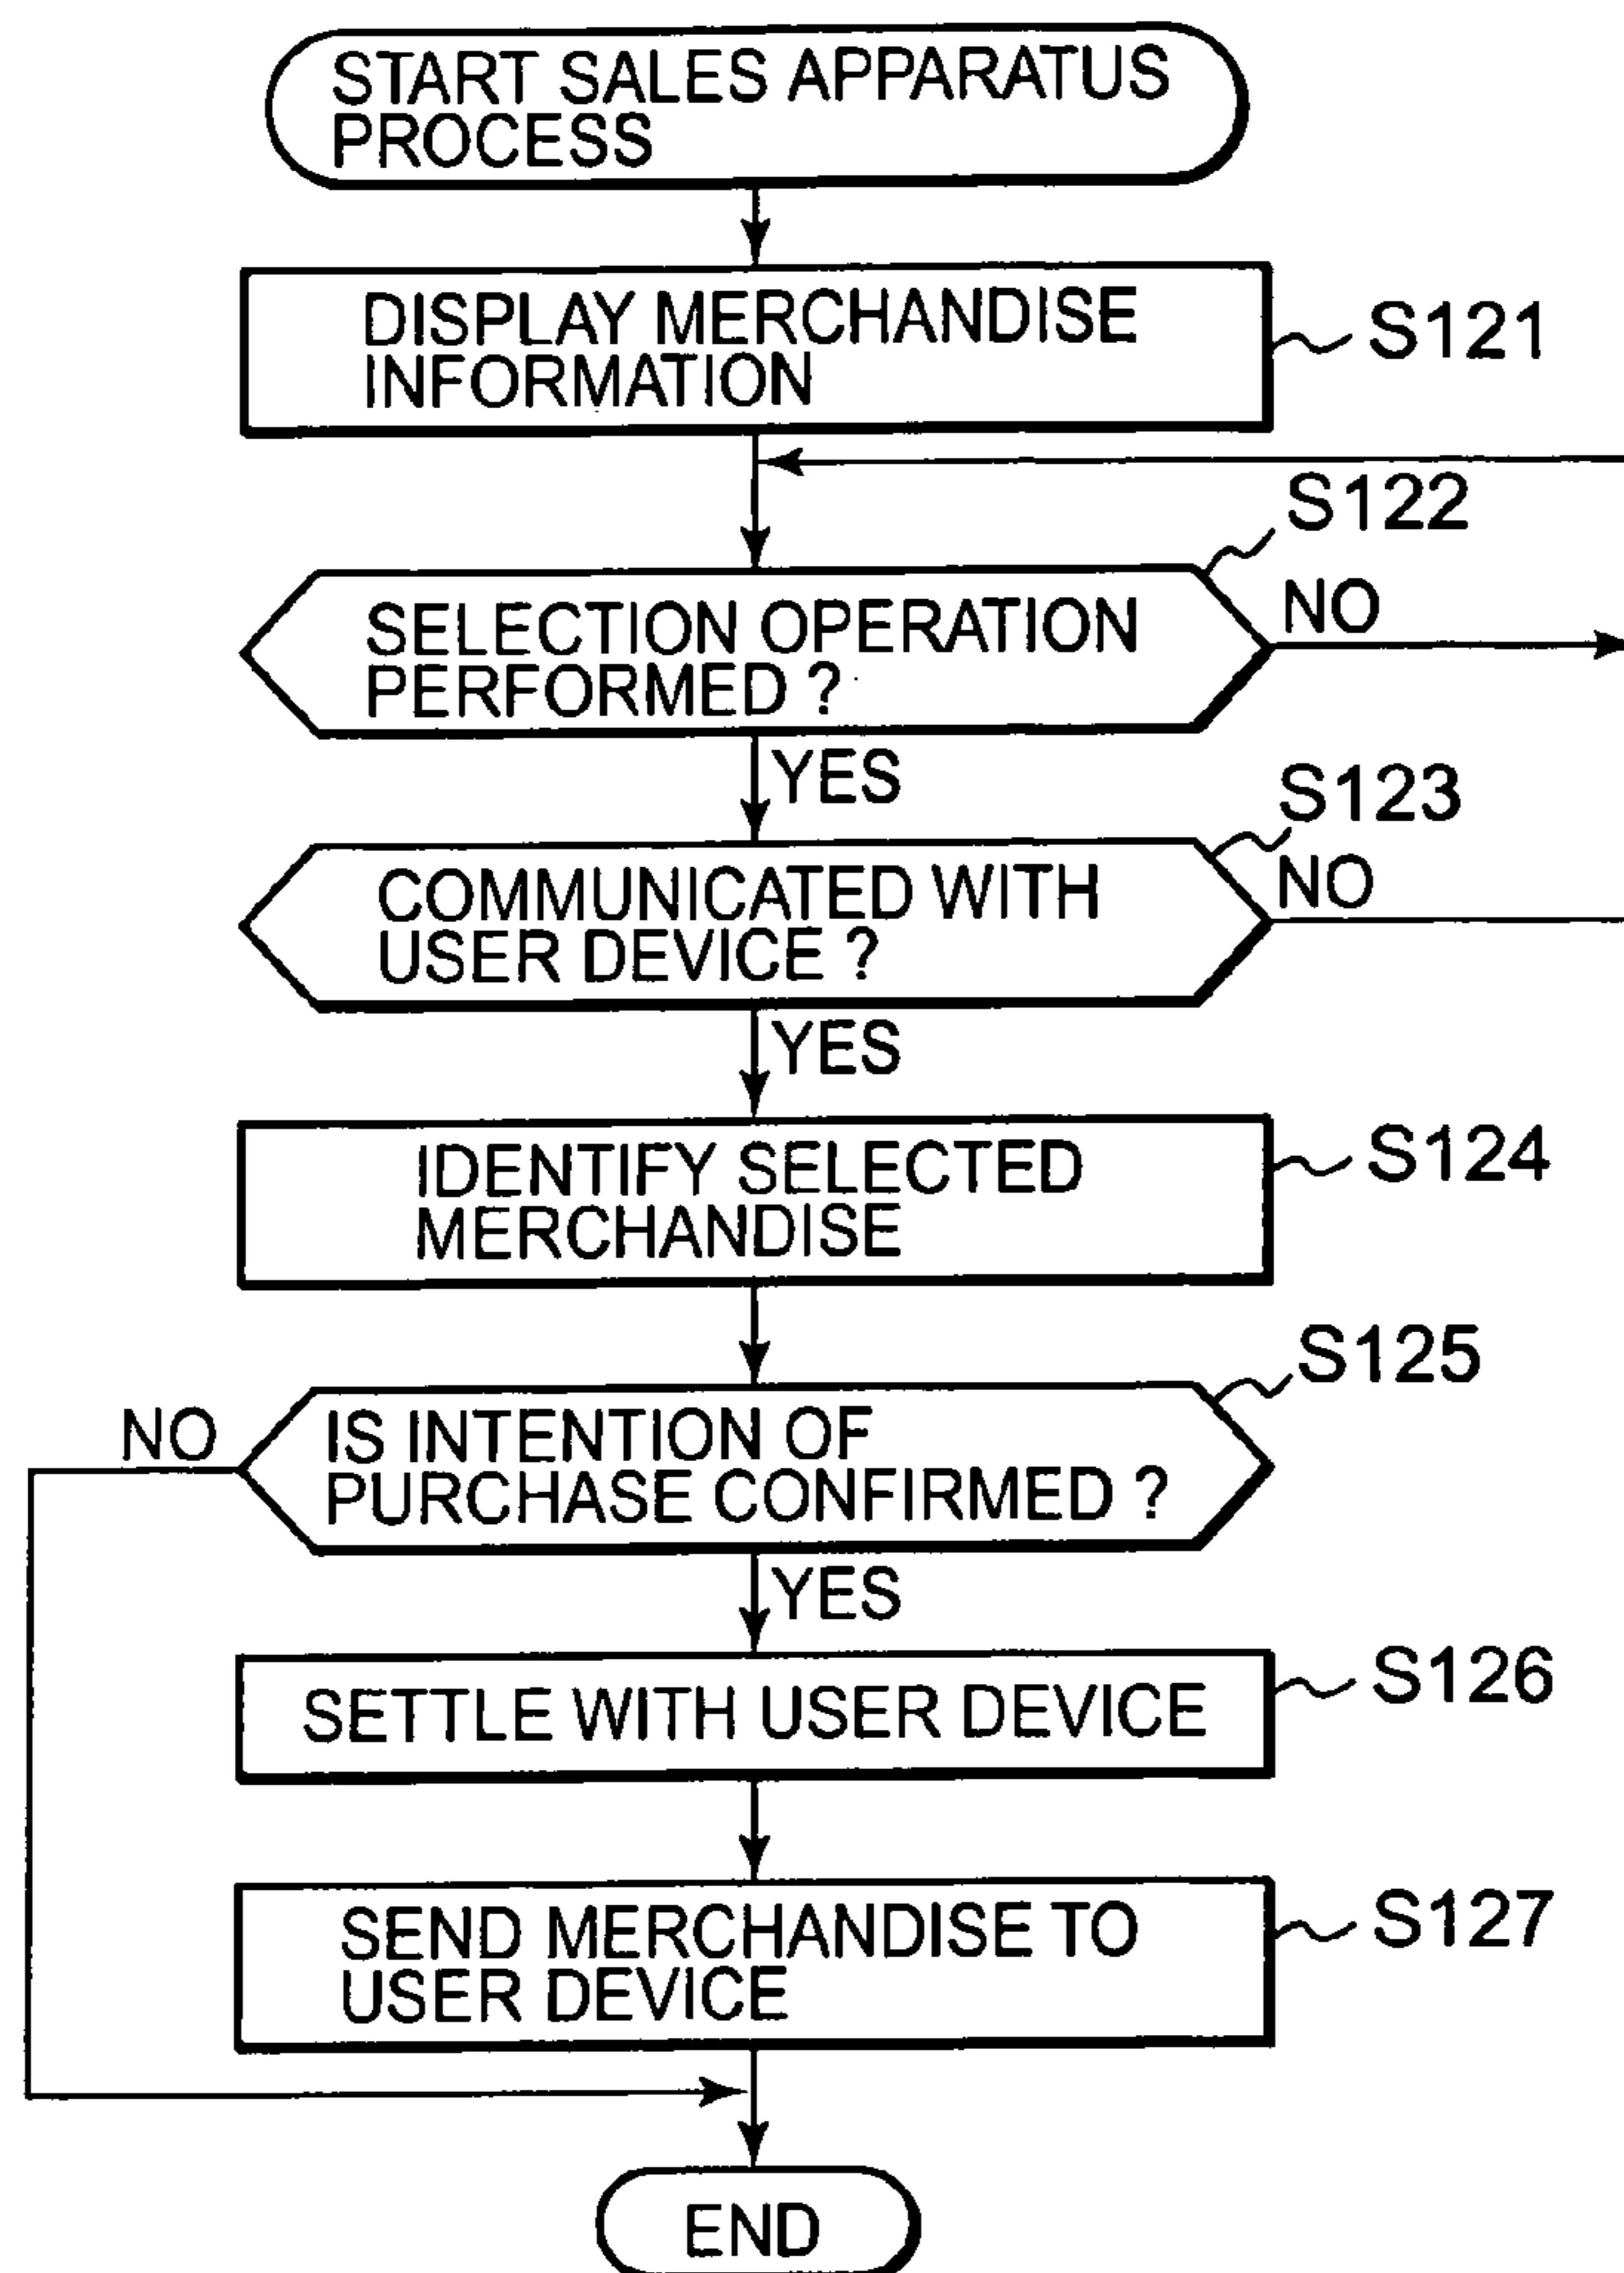 START SALES APPARATUS
PROCESS
DISPLAY MERCHANDISE
INFORMATION
S121
S122
SELECTION OPERATION
PERFORMED ?
NO
YES
S123
COMMUNICATED WITH
USER DEVICE ?
NO
YES
IDENTIFY SELECTED
MERCHANDISE
S124
S125
NO
IS INTENTION OF
PURCHASE CONFIRMED ?
YES
SETTLE WITH USER DEVICE
S126
SEND MERCHANDISE TO
USER DEVICE
S127
END